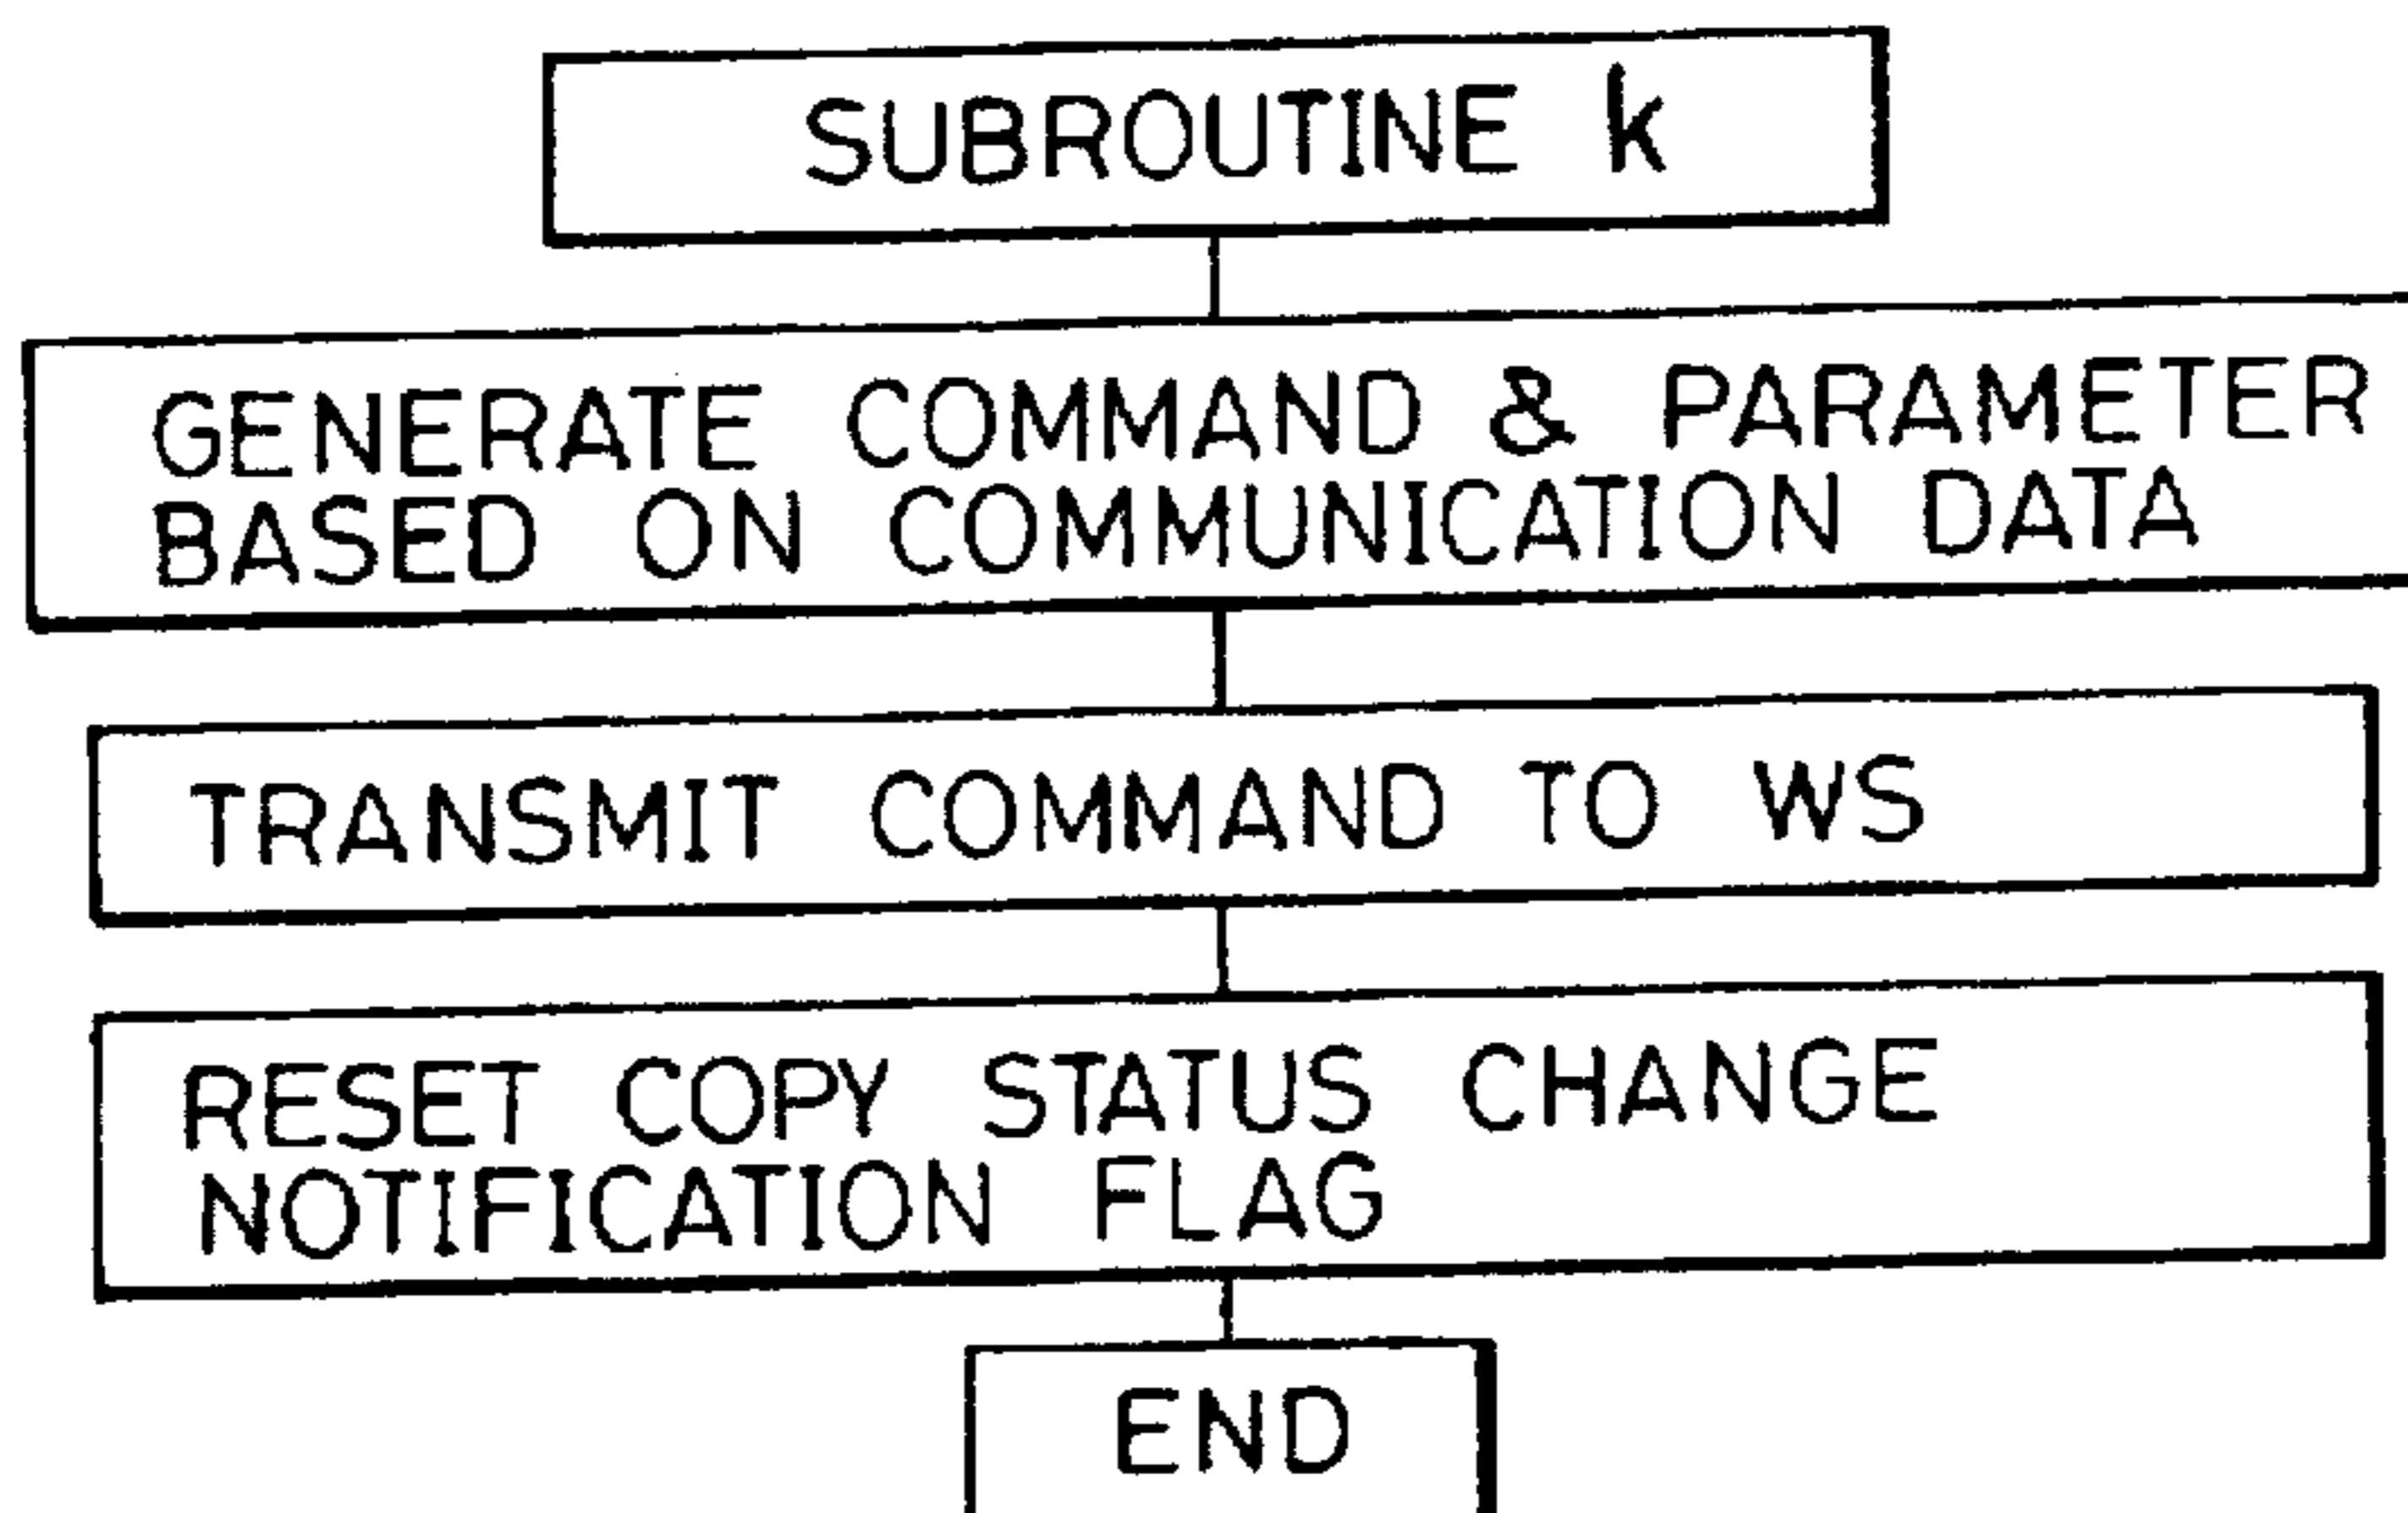 SUBROUTINE k
GENERATE COMMAND & PARAMETER
BASED ON COMMUNICATION DATA
TRANSMIT COMMAND TO WS
RESET COPY STATUS CHANGE
NOTIFICATION FLAG
END